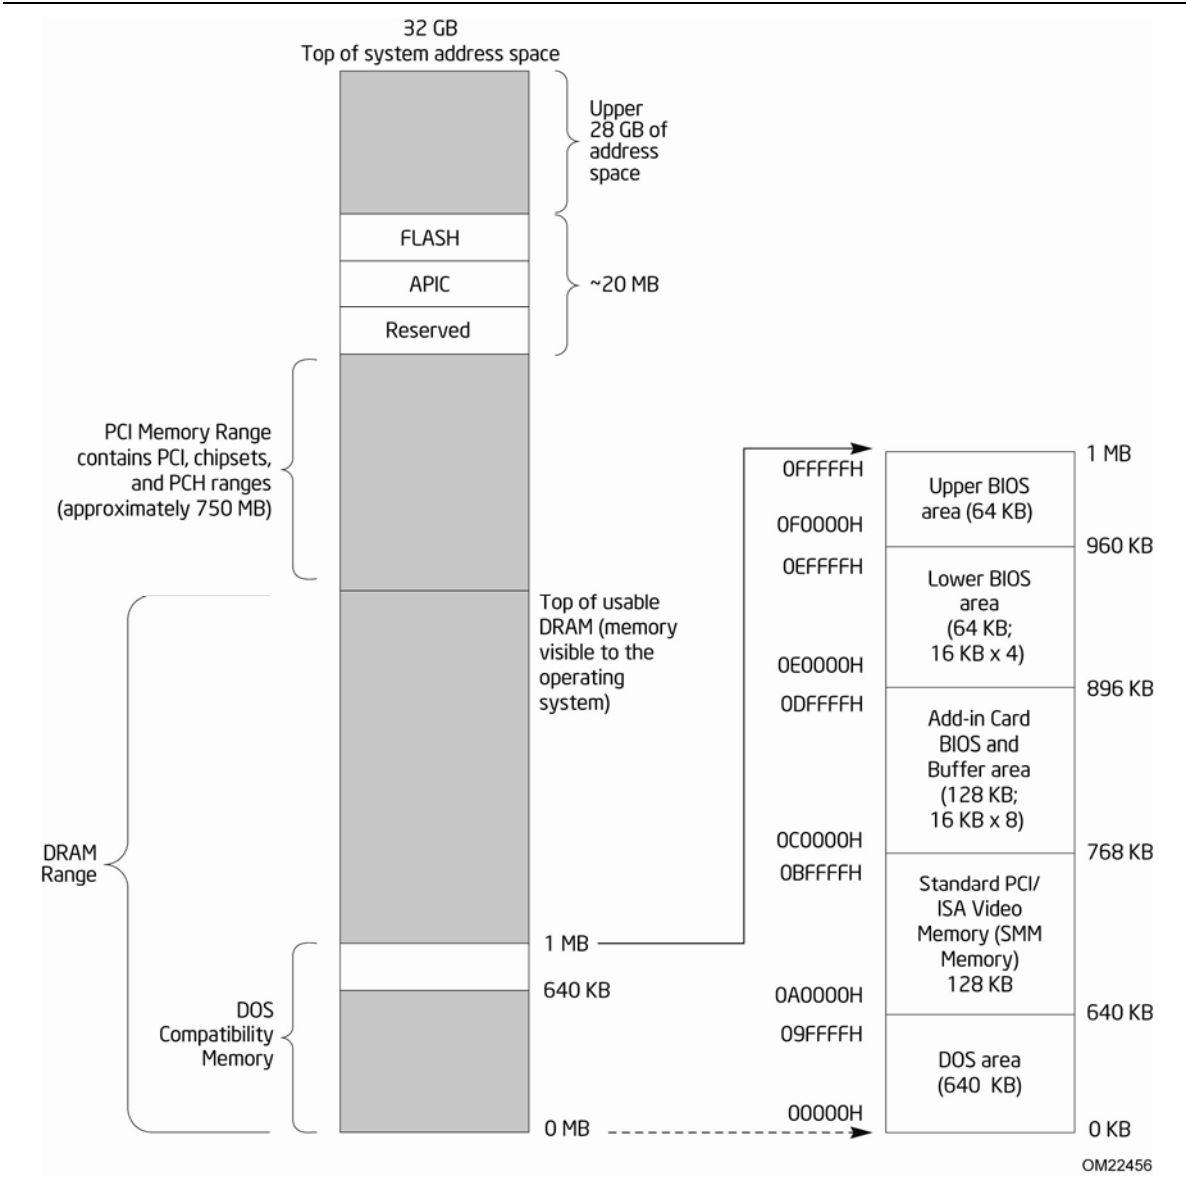 32 GB
Top of system address space
Upper
28 GB of
address
space
FLASH
APIC
~20 MB
Reserved
PCI Memory Range
contains PCI, chipsets,
and PCH ranges
(approximately 750 MB)
Top of usable
DRAM (memory
visible to the
operating
system)
DRAM
Range
1 MB
640 KB
DOS
Compatibility
Memory
0 MB
1 MB
0FFFFFH
Upper BIOS
area (64 KB)
0F0000H
960 KB
0EFFFFH
Lower BIOS
area
(64 KB;
16 KB x 4)
0E0000H
896 KB
0DFFFFH
Add-in Card
BIOS and
Buffer area
(128 KB;
16 KB x 8)
0C0000H
768 KB
0BFFFFH
Standard PCI/
ISA Video
Memory (SMM
Memory)
128 KB
0A0000H
640 KB
09FFFFH
DOS area
(640 KB)
00000H
0 KB
OM22456